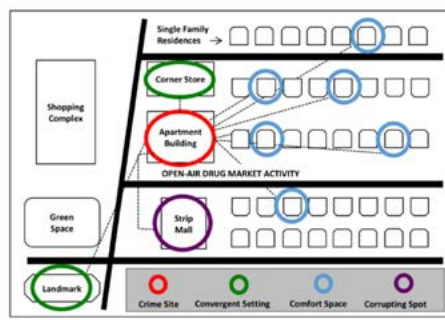 Single Family
Residences
Corner Store
Shopping
Complex
Apartment
Building
OPEN-AIR DRUG MARKET ACTIVITY
Green
Space
Strip
Mall
Landmark
Crime Site
Convergent Setting
Comfort Space
Corrupting Spot